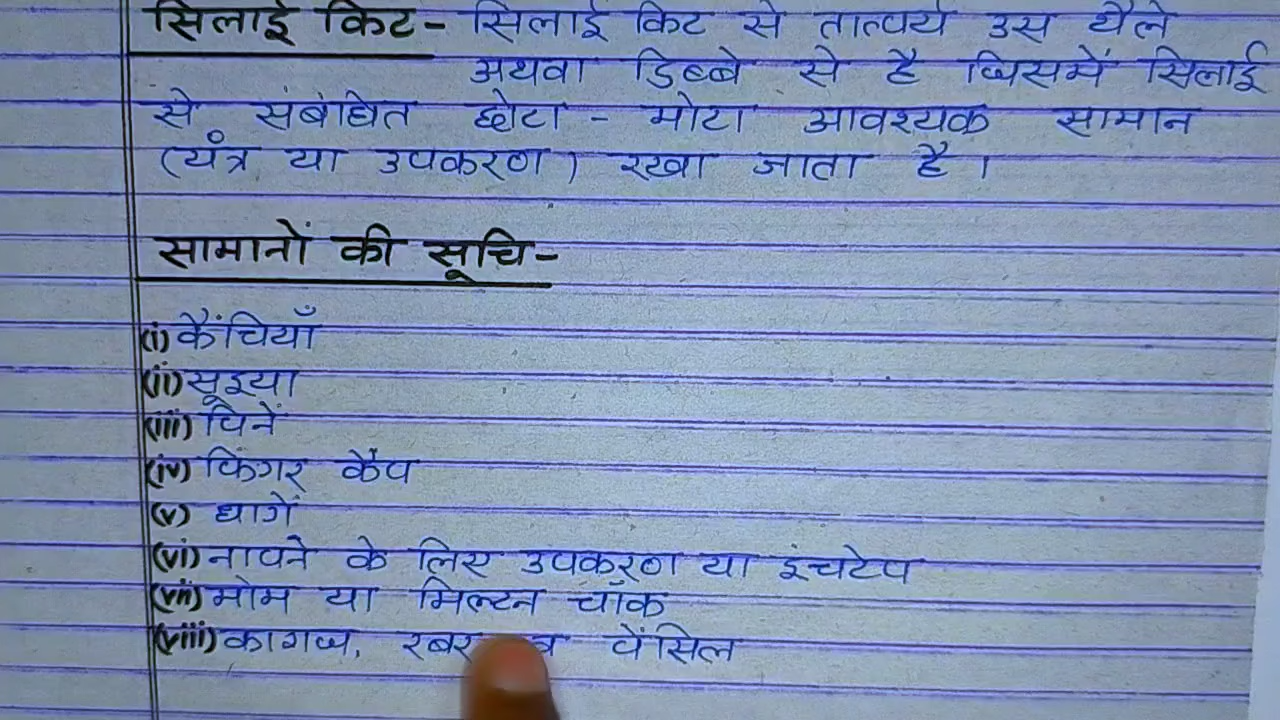 सिलाई किट- सिलाई किट से तात्पर्य उस थैले
अथवा डिब्बे से है जिसमें सिलाई
से संबंधित छोटा - मोटा आवश्यक सामान
(यंत्र या उपकरण) रखा जाता है।
सामानों की सूचि-
(i) कैंचियाँ
(ii) सूइया
(iii) पिनें
(iv) फिंगर कैप
(v) धागें
(vi) नापने के लिए उपकरण या इंचटेप
(vii) मोम या मिल्टन चॉक
(viii) कागज, रबर व पेंसिल